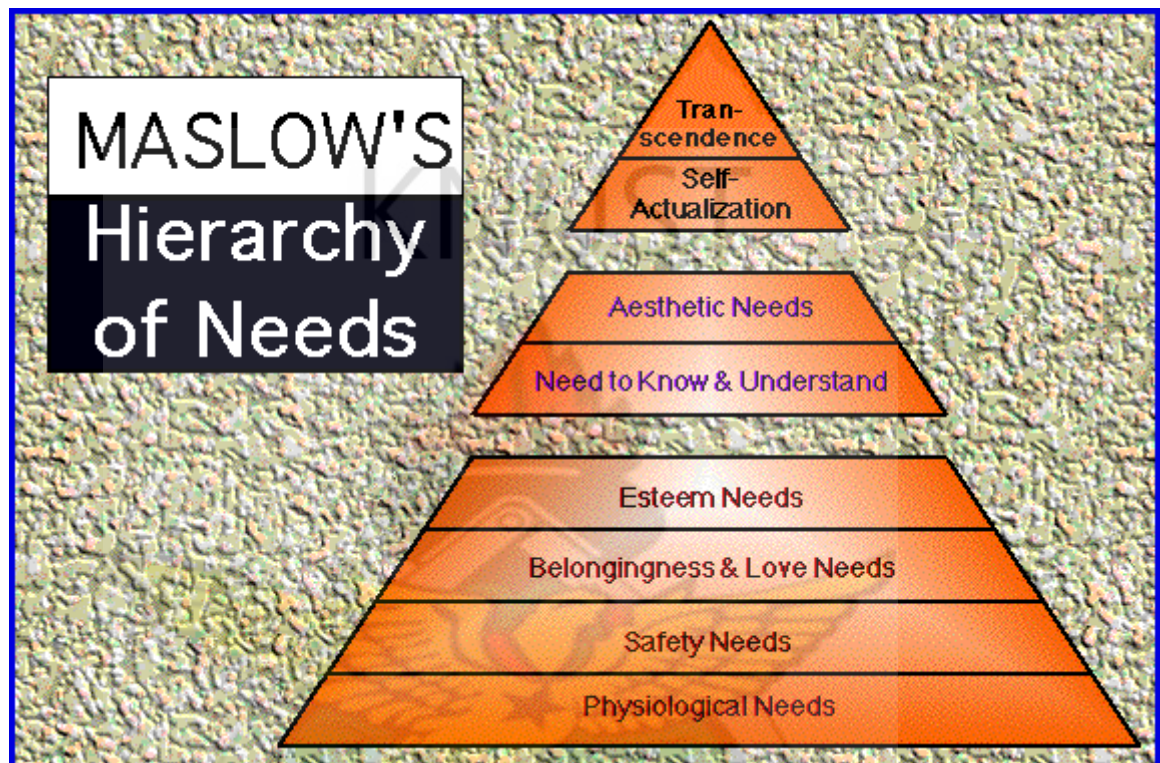 MASLOW'S
Hierarchy
of Needs
Tran-
scendence
Self-
Actualization
Aesthetic Needs
Need to Know & Understand
Esteem Needs
Belongingness & Love Needs
Safety Needs
Physiological Needs
KNUST